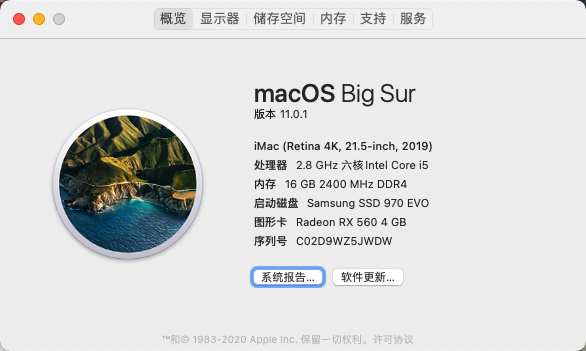 概览 显示器 储存空间 内存 支持 服务
macOS Big Sur
版本 11.0.1
iMac (Retina 4K, 21.5-inch, 2019)
处理器 2.8 GHz 六核Intel Core i5
内存 16 GB 2400 MHz DDR4
启动磁盘 Samsung SSD 970 EVO
图形卡 Radeon RX 560 4 GB
序列号 C02D9WZ5JWDW
系统报告... 软件更新...
™和© 1983-2020 Apple Inc. 保留一切权利。许可协议